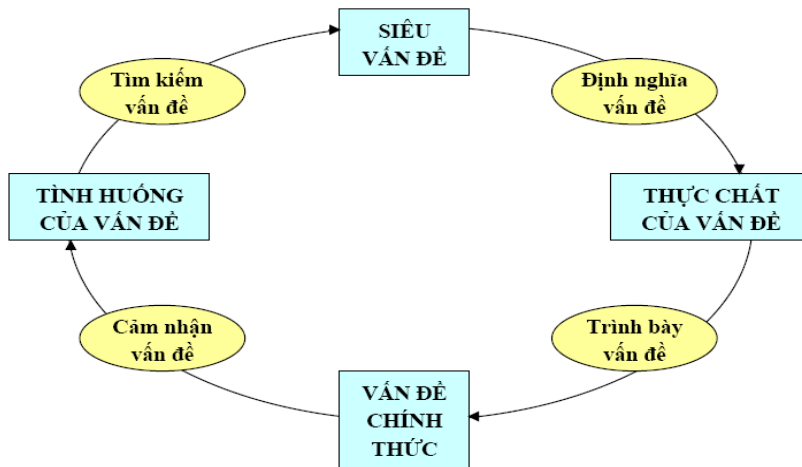 SIÊU
VẤN ĐỀ
Tìm kiếm
vấn đề
Định nghĩa
vấn đề
TÌNH HUỐNG
CỦA VẤN ĐỀ
THỰC CHẤT
CỦA VẤN ĐỀ
Cảm nhận
vấn đề
Trình bày
vấn đề
VẤN ĐỀ
CHÍNH
THỨC